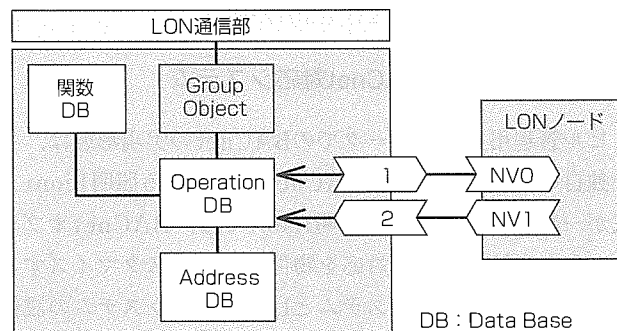 LON通信部
関数
DB
Group
Object
LONノード
Operation
DB
1
NV0
2
NV1
Address
DB
DB : Data Base